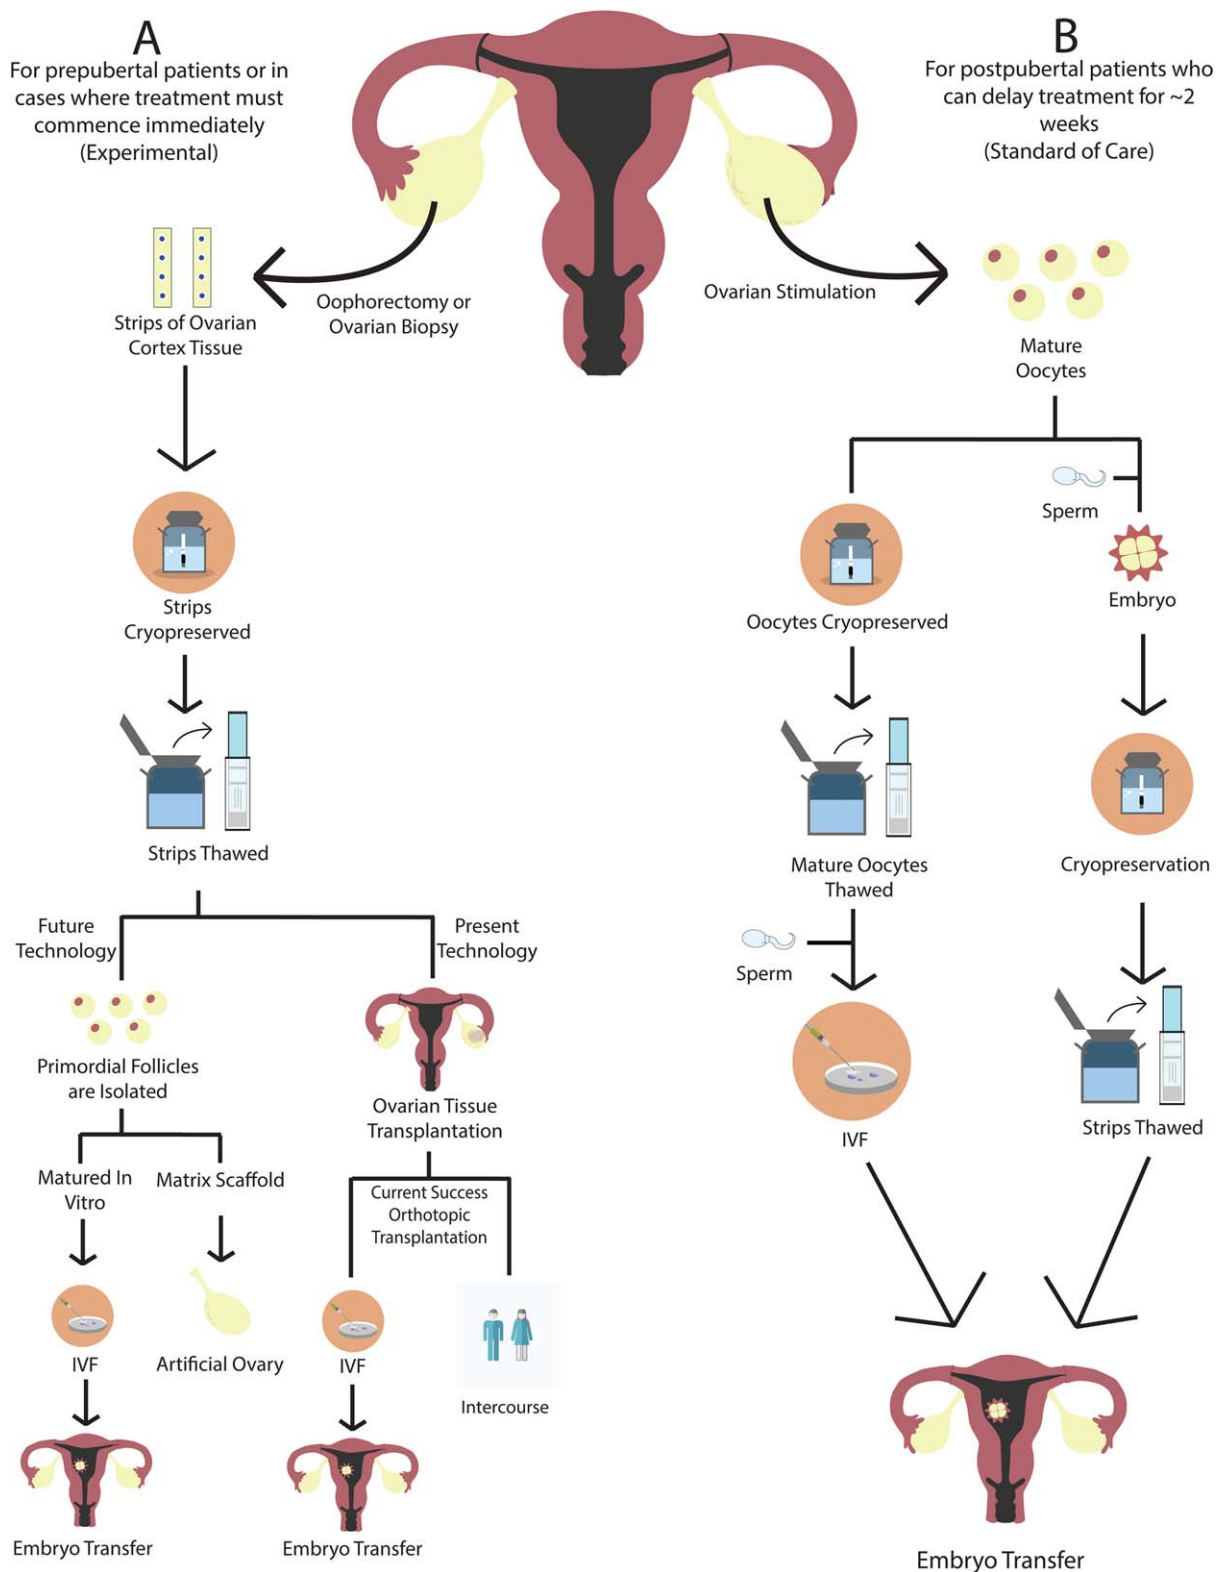 A
For prepubertal patients or in
cases where treatment must
commence immediately
(Experimental)
B
For postpubertal patients who
can delay treatment for ~2
weeks
(Standard of Care)
Oophorectomy or
Ovarian Biopsy
Ovarian Stimulation
Strips of Ovarian
Cortex Tissue
Mature
Oocytes
Sperm
Strips
Cryopreserved
Oocytes Cryopreserved
Embryo
Strips Thawed
Mature Oocytes
Thawed
Cryopreservation
Future
Technology
Present
Technology
Sperm
Primordial Follicles
are Isolated
Ovarian Tissue
Transplantation
IVF
Strips Thawed
Matured In
Vitro
Matrix Scaffold
Current Success
Orthotopic
Transplantation
IVF
Artificial Ovary
IVF
Intercourse
Embryo Transfer
Embryo Transfer
Embryo Transfer